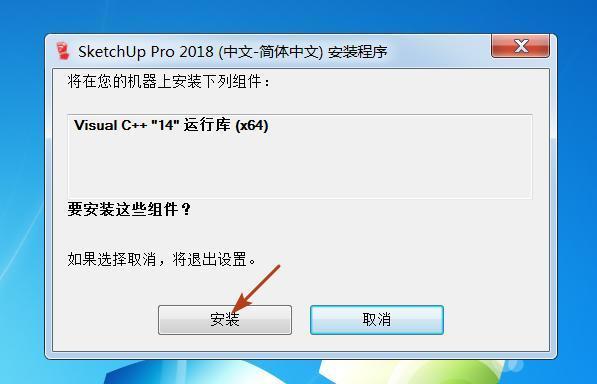 SketchUp Pro 2018 (中文-简体中文) 安装程序
将在您的机器上安装下列组件：
Visual C++ "14" 运行库 (x64)
要安装这些组件？
如果选择取消，将退出设置。
安装
取消